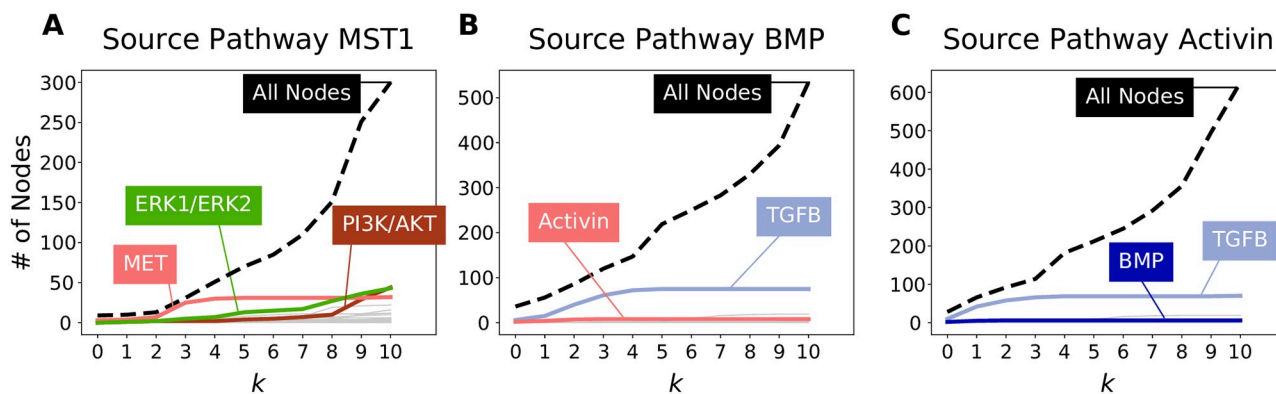 A
Source Pathway MST1
# of Nodes
300
250
200
150
100
50
0
All Nodes
ERK1/ERK2
PI3K/AKT
MET
0 1 2 3 4 5 6 7 8 9 10
k
B
Source Pathway BMP
500
400
300
200
100
0
All Nodes
Activin
TGFB
0 1 2 3 4 5 6 7 8 9 10
k
C
Source Pathway Activin
600
500
400
300
200
100
0
All Nodes
TGFB
BMP
0 1 2 3 4 5 6 7 8 9 10
k